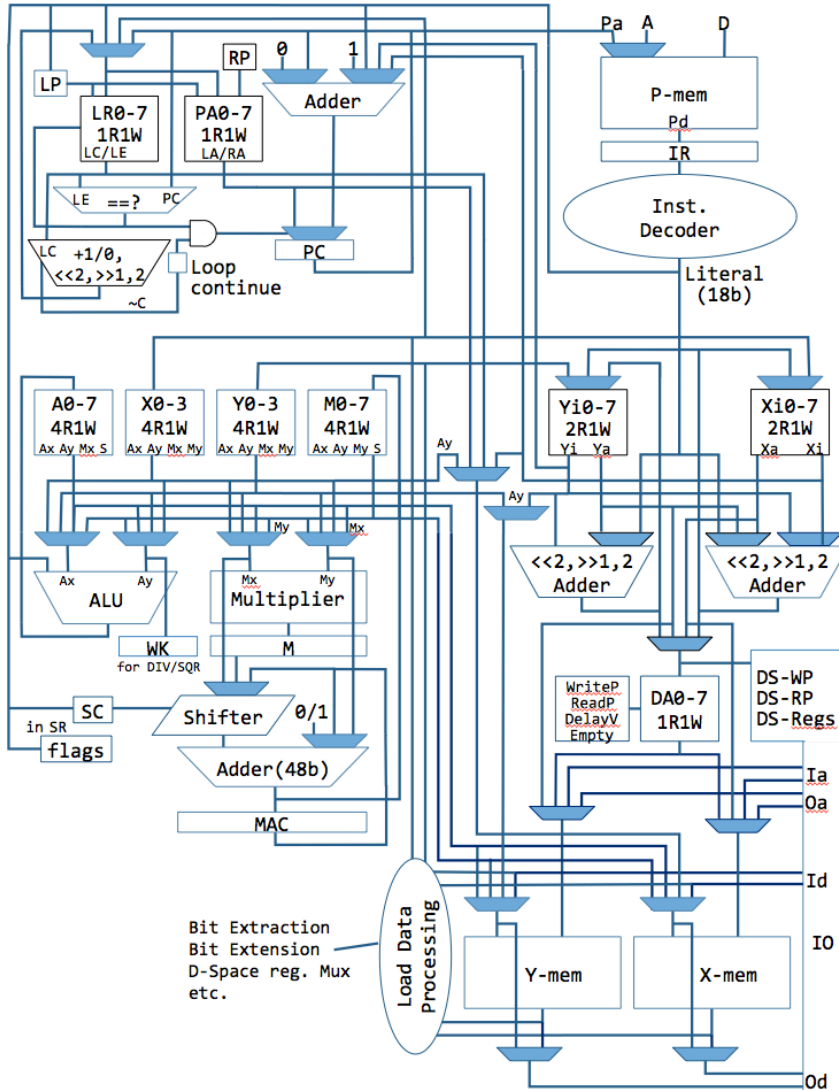 Pa A D
0 1
RP
LP
LR0-7
1R1W
LC/LE
PA0-7
1R1W
LA/RA
Adder
P-mem
Pd
IR
LE ==? PC
Inst.
Decoder
LC +1/0,
<<2,>>1,2
PC
Loop
continue
~C
Literal
(18b)
A0-7
4R1W
Ax Ay Mx S
X0-3
4R1W
Ax Ay Mx My
Y0-3
4R1W
Ax Ay Mx My
M0-7
4R1W
Ax Ay My S
Ay
Yi0-7
2R1W
Yi Ya
Xi0-7
2R1W
Xa Xi
Ay
My
Mx
Ax Ay
ALU
Mx My
Multiplier
<<2,>>1,2
Adder
<<2,>>1,2
Adder
WK
for DIV/SQR
M
WriteP
ReadP
DelayV
Empty
DA0-7
1R1W
DS-WP
DS-RP
DS-Regs
SC
Shifter
0/1
in SR
flags
Adder(48b)
MAC
Ia
Oa
Id
IO
Bit Extraction
Bit Extension
D-Space reg. Mux
etc.
Load Data
Processing
Y-mem
X-mem
Od